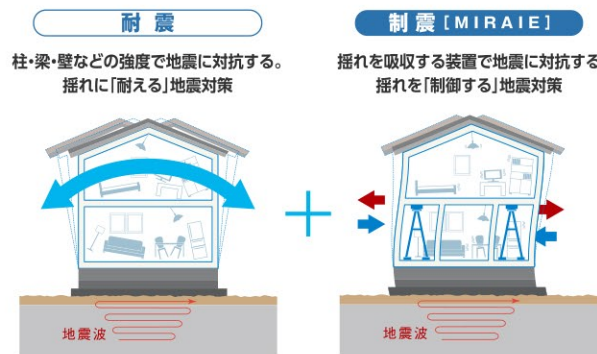 耐震
柱・梁・壁などの強度で地震に対抗する。
揺れに「耐える」地震対策
地震波
制震[MIRAIE]
揺れを吸収する装置で地震に対抗する
揺れを「制御する」地震対策
地震波